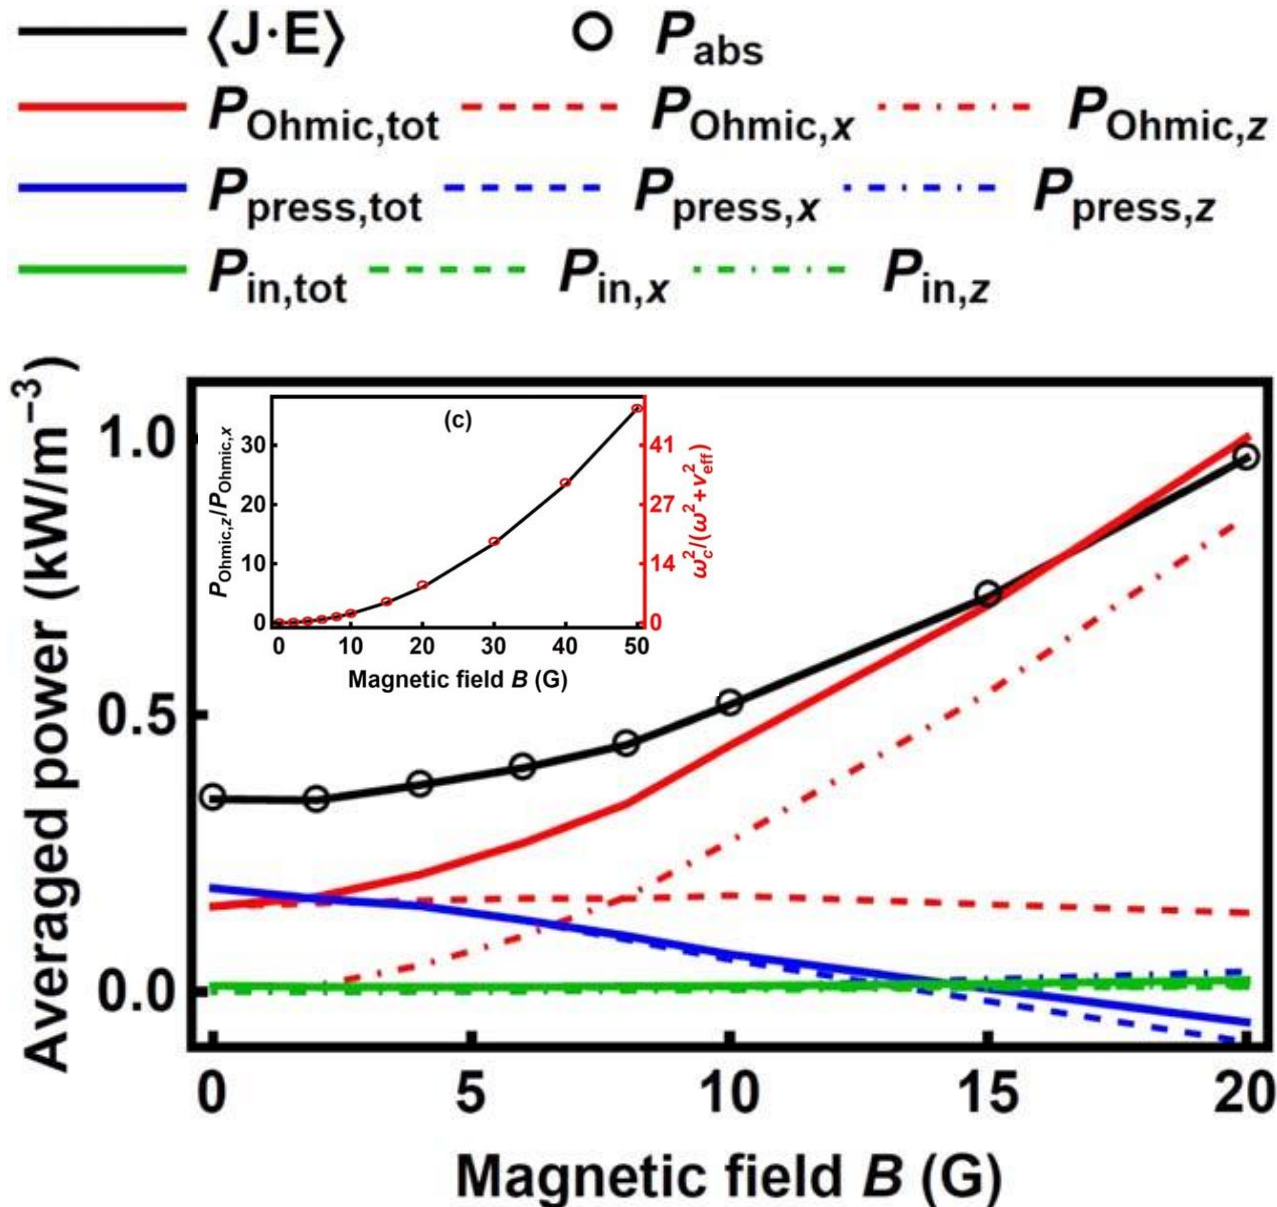 ⟨J·E⟩ P_abs
P_Ohmic,tot P_Ohmic,x P_Ohmic,z
P_press,tot P_press,x P_press,z
P_in,tot P_in,x P_in,z
Averaged power (kW/m⁻³)
1.0
0.5
0.0
0 5 10 15 20
Magnetic field B (G)
(c)
P_Ohmic,z/P_Ohmic,x
30
20
10
0
41
27
14
0
ω_c²/(ω²+ν_eff²)
0 10 20 30 40 50
Magnetic field B (G)